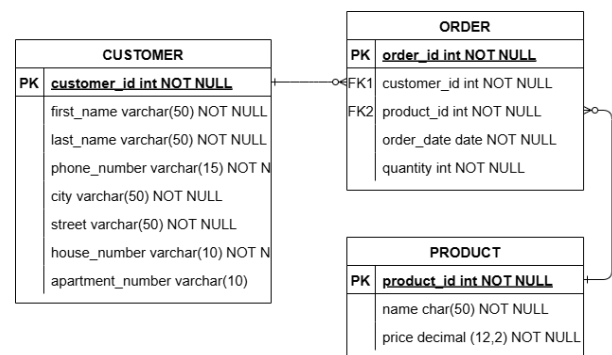 CUSTOMER
PK customer_id int NOT NULL
first_name varchar(50) NOT NULL
last_name varchar(50) NOT NULL
phone_number varchar(15) NOT N
city varchar(50) NOT NULL
street varchar(50) NOT NULL
house_number varchar(10) NOT N
apartment_number varchar(10)
ORDER
PK order_id int NOT NULL
FK1 customer_id int NOT NULL
FK2 product_id int NOT NULL
order_date date NOT NULL
quantity int NOT NULL
PRODUCT
PK product_id int NOT NULL
name char(50) NOT NULL
price decimal (12,2) NOT NULL